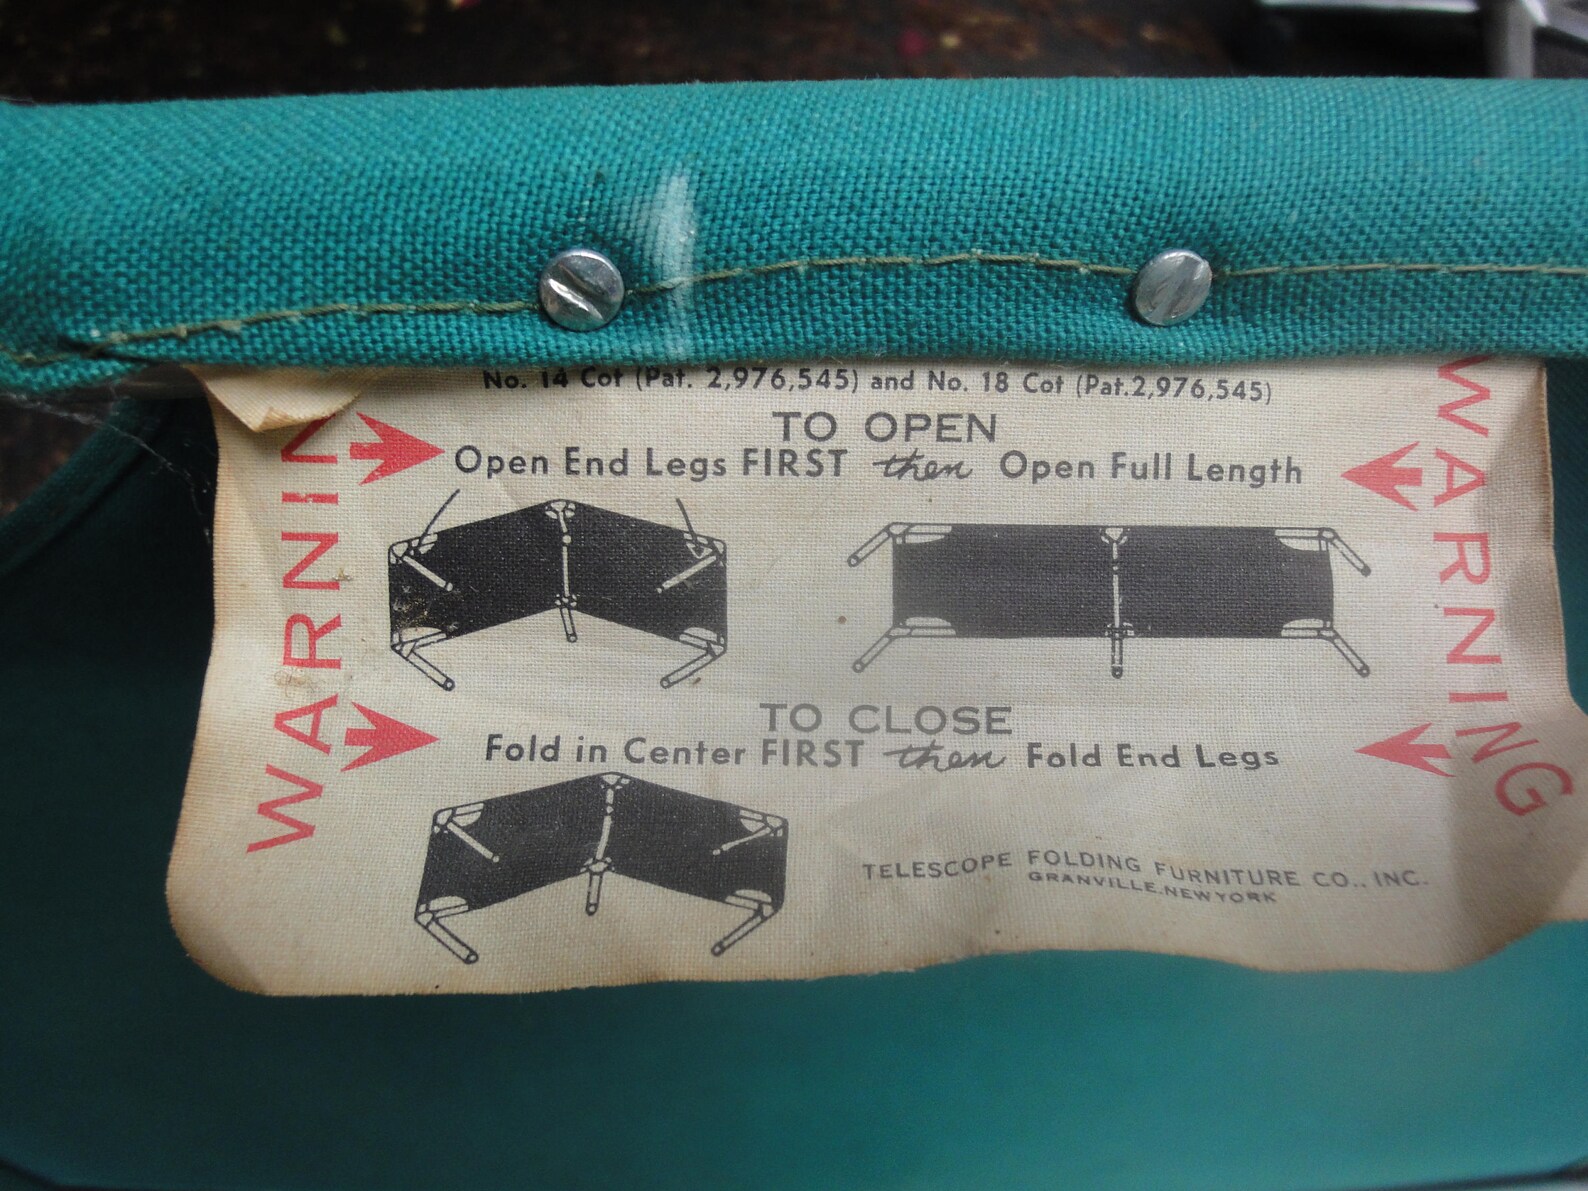 No. 14 Cot (Pat. 2,976,545) and No. 18 Cot (Pat.2,976,545)
TO OPEN
Open End Legs FIRST then Open Full Length
WARNIN
WARNING
TO CLOSE
Fold in Center FIRST then Fold End Legs
TELESCOPE FOLDING FURNITURE CO., INC.
GRANVILLE, NEW YORK